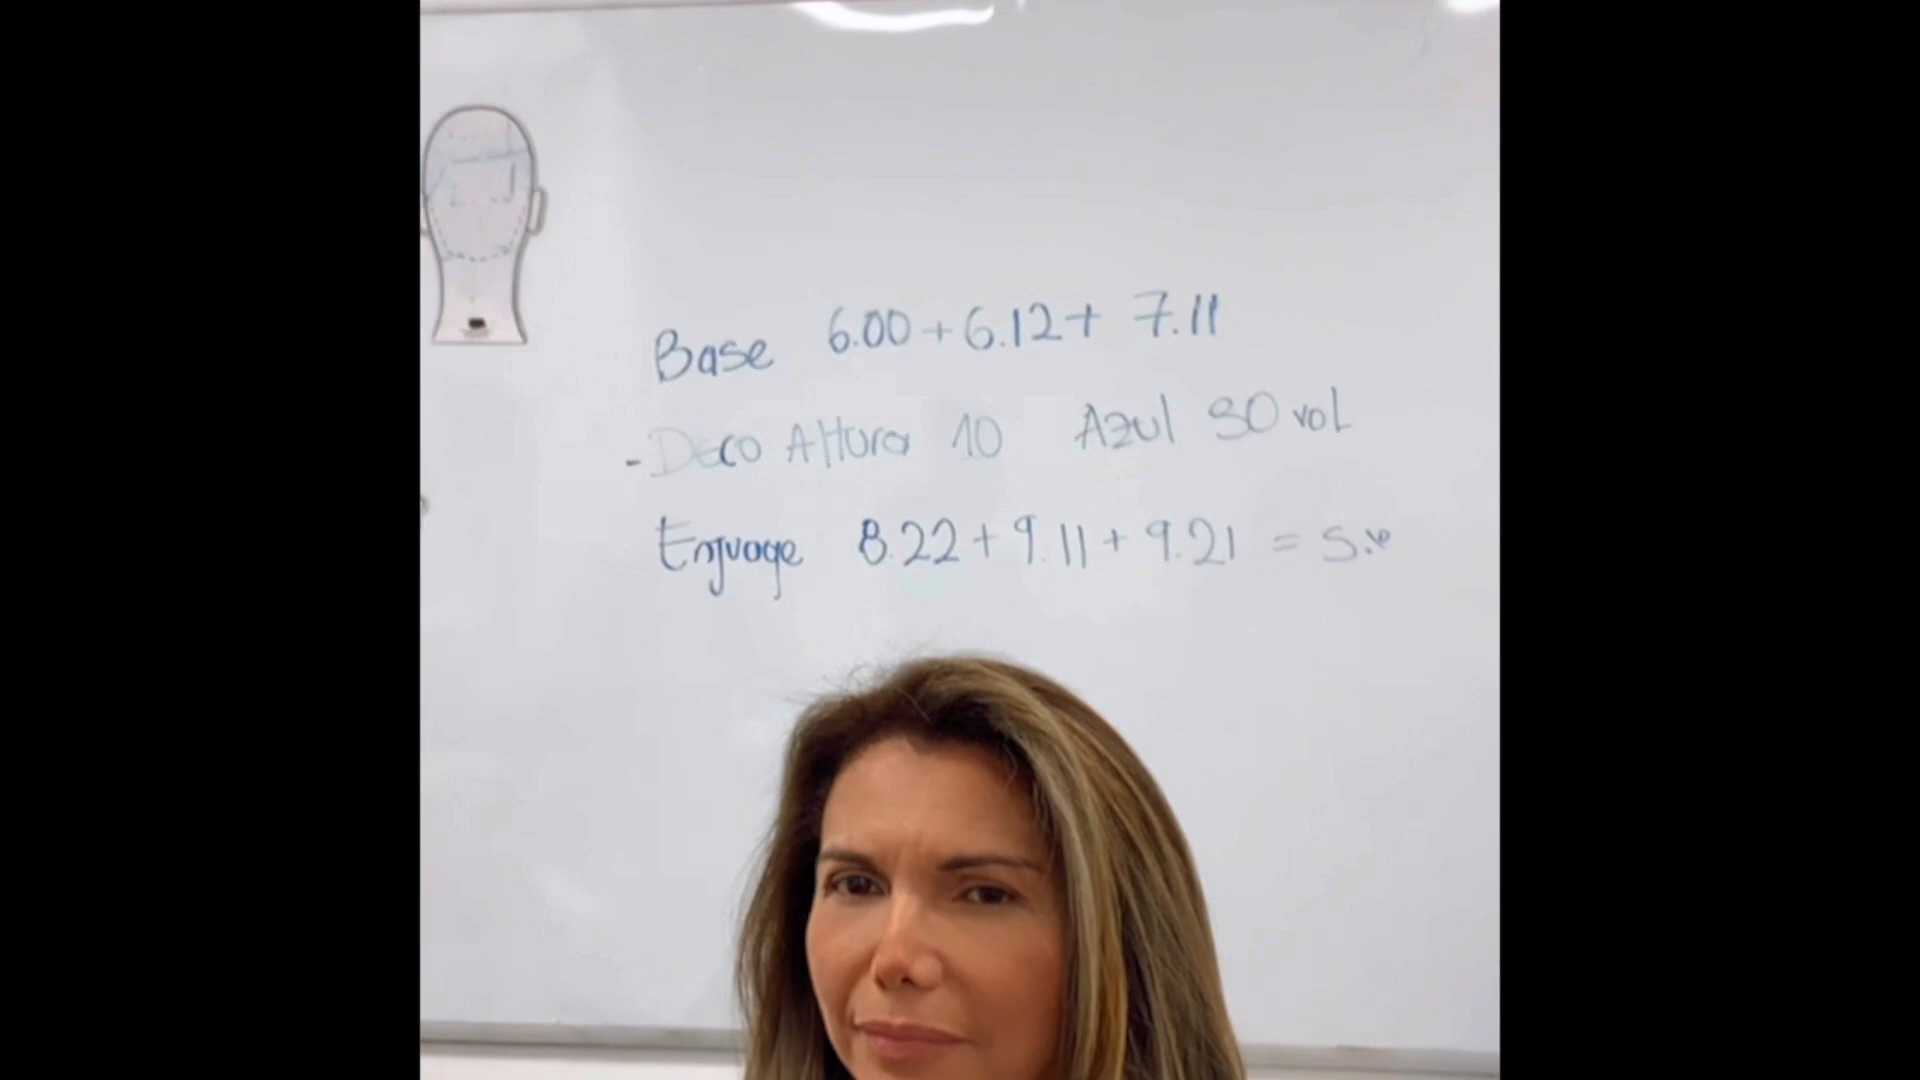 Base 6.00 + 6.12 + 7.11
- Deco Altura 10 Azul 30 vol
Enjuage 8.22 + 9.11 + 9.21 =